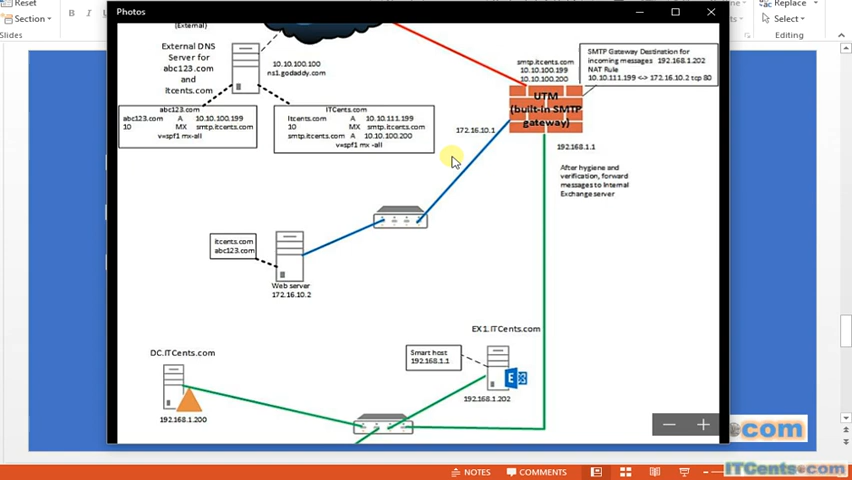 Reset
Section
B
I
Replace
Select
Slides
Editing
Photos
(External)
External DNS
Server for
abc123.com
and
itcents.com
10.10.100.100
ns1.godaddy.com
abc123.com
abc123.com A 10.10.100.199
10 MX smtp.itcents.com
v=spf1 mx-all
ITCents.com
Itcents.com A 10.10.111.199
10 MX smtp.itcents.com
smtp.itcents.com A 10.10.100.200
v=spf1 mx -all
smtp.itcents.com
10.10.100.199
10.10.100.200
SMTP Gateway Destination for
incoming messages 192.168.1.202
NAT Rule
10.10.111.199 <-> 172.16.10.2 tcp 80
UTM
(built-in SMTP
gateway)
172.16.10.1
192.168.1.1
After hygiene and
verification, forward
messages to Internal
Exchange server
itcents.com
abc123.com
Web server
172.16.10.2
EX1.ITCents.com
Smart host
192.168.1.1
E
192.168.1.202
DC.ITCents.com
192.168.1.200
.com
NOTES
COMMENTS
ITCents.com